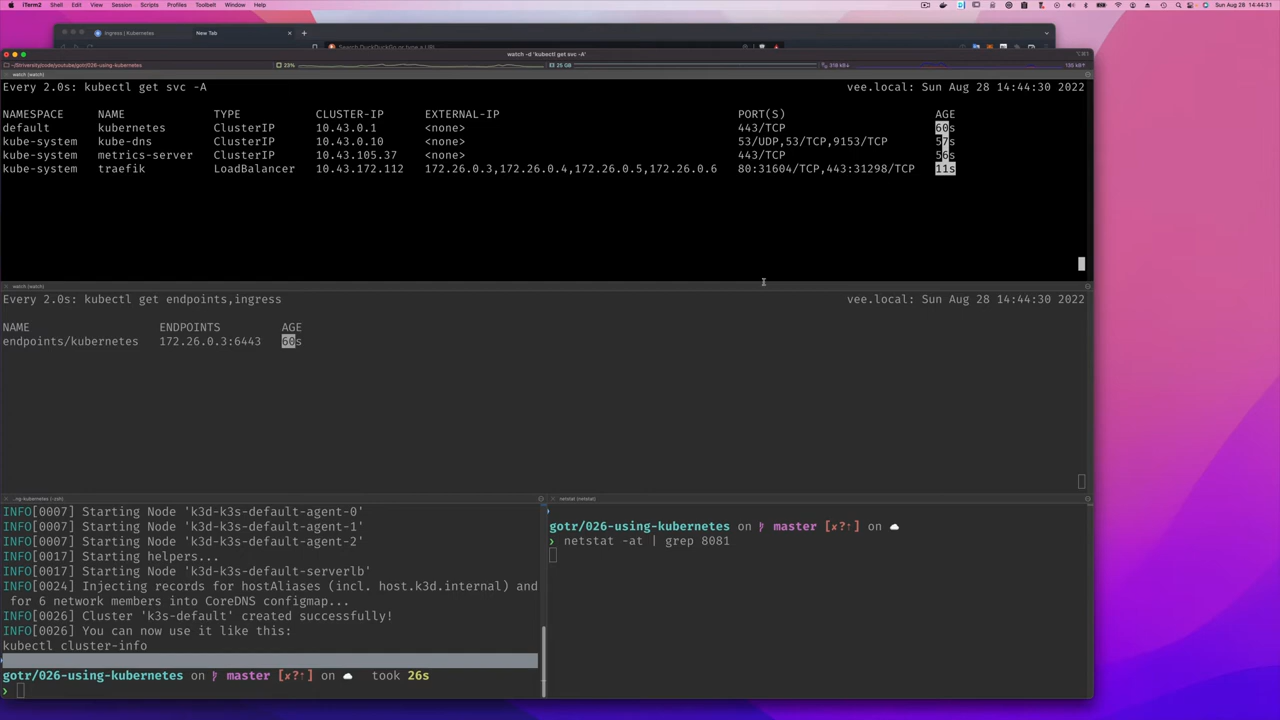 iTerm2 Shell Edit View Session Scripts Profiles Toolbelt Window Help Sun Aug 28 14:44:31
Ingress | Kubernetes New Tab
Search DuckDuckGo or type a URL
watch -d 'kubectl get svc -A'
23% 25 GB
watch (watch)
Every 2.0s: kubectl get svc -A vee.local: Sun Aug 28 14:44:30 2022
NAMESPACE NAME TYPE CLUSTER-IP EXTERNAL-IP PORT(S) AGE
default kubernetes ClusterIP 10.43.0.1 <none> 443/TCP 60s
kube-system kube-dns ClusterIP 10.43.0.10 <none> 53/UDP,53/TCP,9153/TCP 57s
kube-system metrics-server ClusterIP 10.43.105.37 <none> 443/TCP 56s
kube-system traefik LoadBalancer 10.43.172.112 172.26.0.3,172.26.0.4,172.26.0.5,172.26.0.6 80:31604/TCP,443:31298/TCP 11s
watch (watch)
Every 2.0s: kubectl get endpoints,ingress vee.local: Sun Aug 28 14:44:30 2022
NAME ENDPOINTS AGE
endpoints/kubernetes 172.26.0.3:6443 60s
..ng-kubernetes (-zsh)
INFO[0007] Starting Node 'k3d-k3s-default-agent-0'
INFO[0007] Starting Node 'k3d-k3s-default-agent-1'
INFO[0007] Starting Node 'k3d-k3s-default-agent-2'
INFO[0017] Starting helpers...
INFO[0017] Starting Node 'k3d-k3s-default-serverlb'
INFO[0024] Injecting records for hostAliases (incl. host.k3d.internal) and
for 6 network members into CoreDNS configmap...
INFO[0026] Cluster 'k3s-default' created successfully!
INFO[0026] You can now use it like this:
kubectl cluster-info
gotr/026-using-kubernetes on master [✘?⇡] on took 26s
❯
netstat (netstat)
gotr/026-using-kubernetes on master [✘?⇡] on
❯ netstat -at | grep 8081